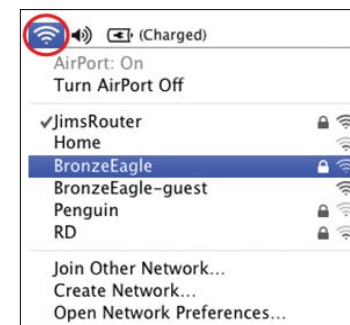 (Charged)
AirPort: On
Turn AirPort Off
✓JimsRouter
Home
BronzeEagle
BronzeEagle-guest
Penguin
RD
Join Other Network...
Create Network...
Open Network Preferences...